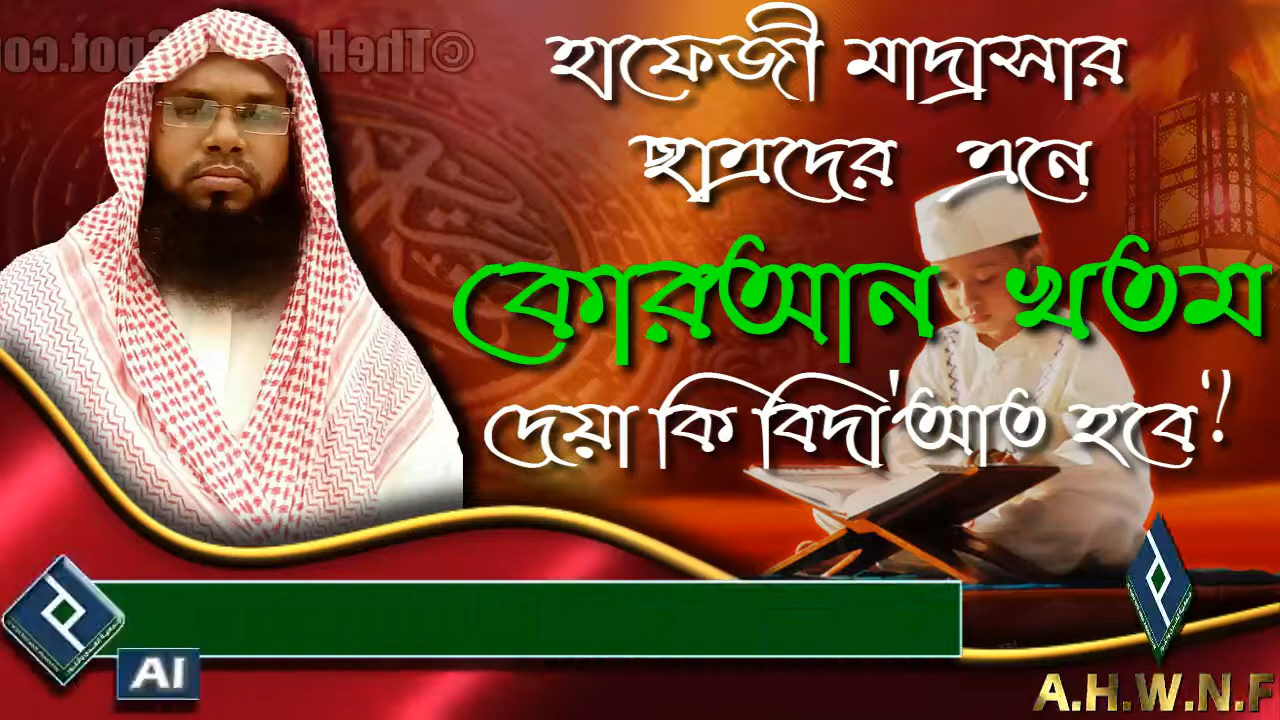 হাফেজী মাদ্রাসার
ছাত্রদের এনে
কোরআন খতম
দেয়া কি বিদা'আত হবে?
AI
A.H.W.N.F